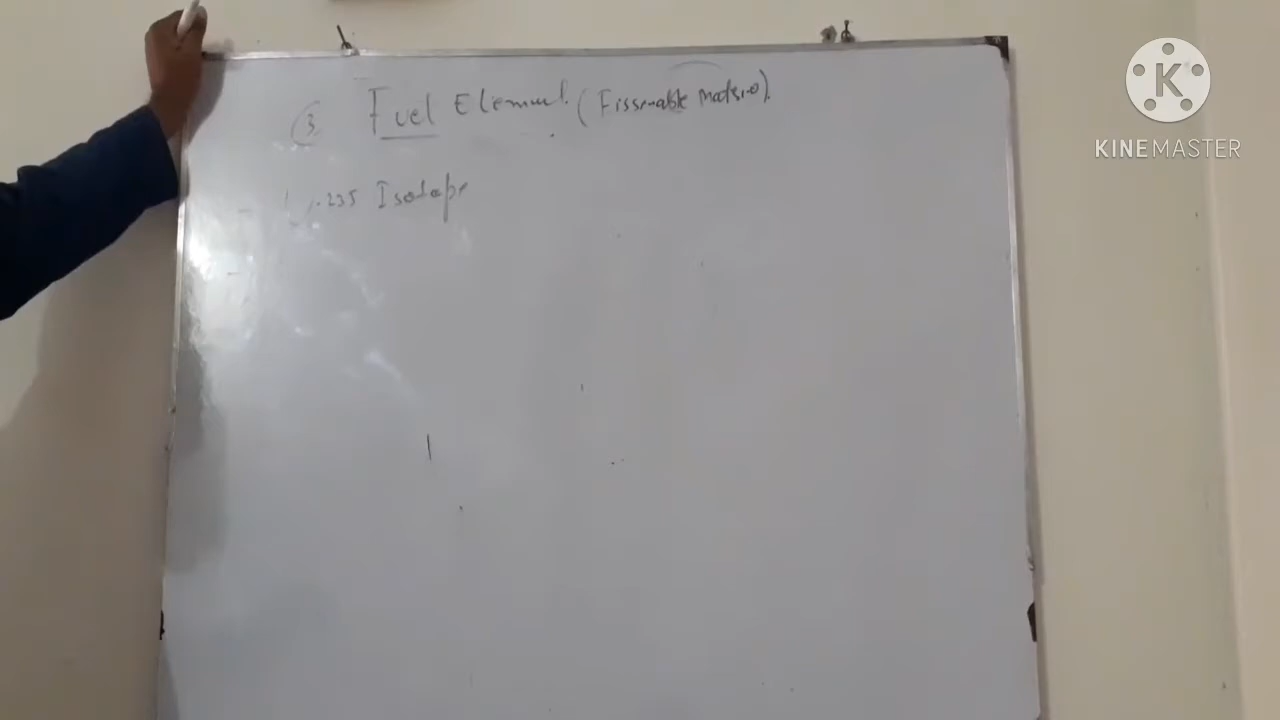 (3 Fuel Element. (Fissionable Material).
U-235 Isotope
K
KINEMASTER